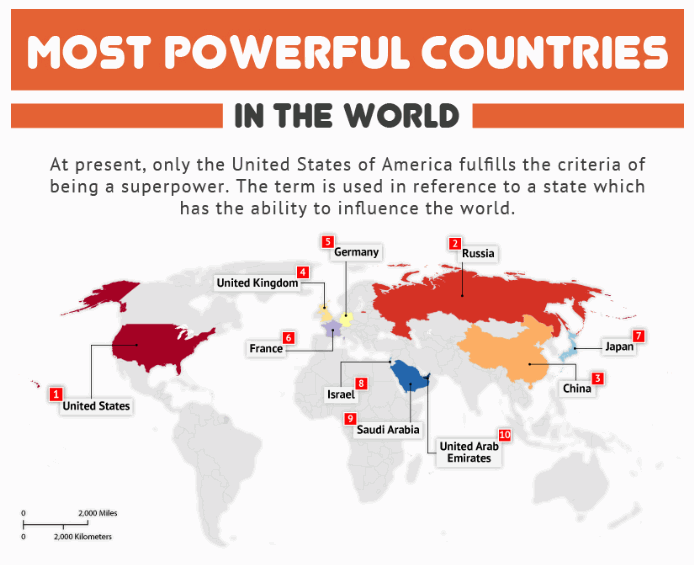 MOST POWERFUL COUNTRIES
IN THE WORLD
At present, only the United States of America fulfills the criteria of
being a superpower. The term is used in reference to a state which
has the ability to influence the world.
5
Germany
2
Russia
4
United Kingdom
6
France
7
Japan
3
China
1
United States
8
Israel
9
Saudi Arabia
10
United Arab
Emirates
0 2,000 Miles
0 2,000 Kilometers